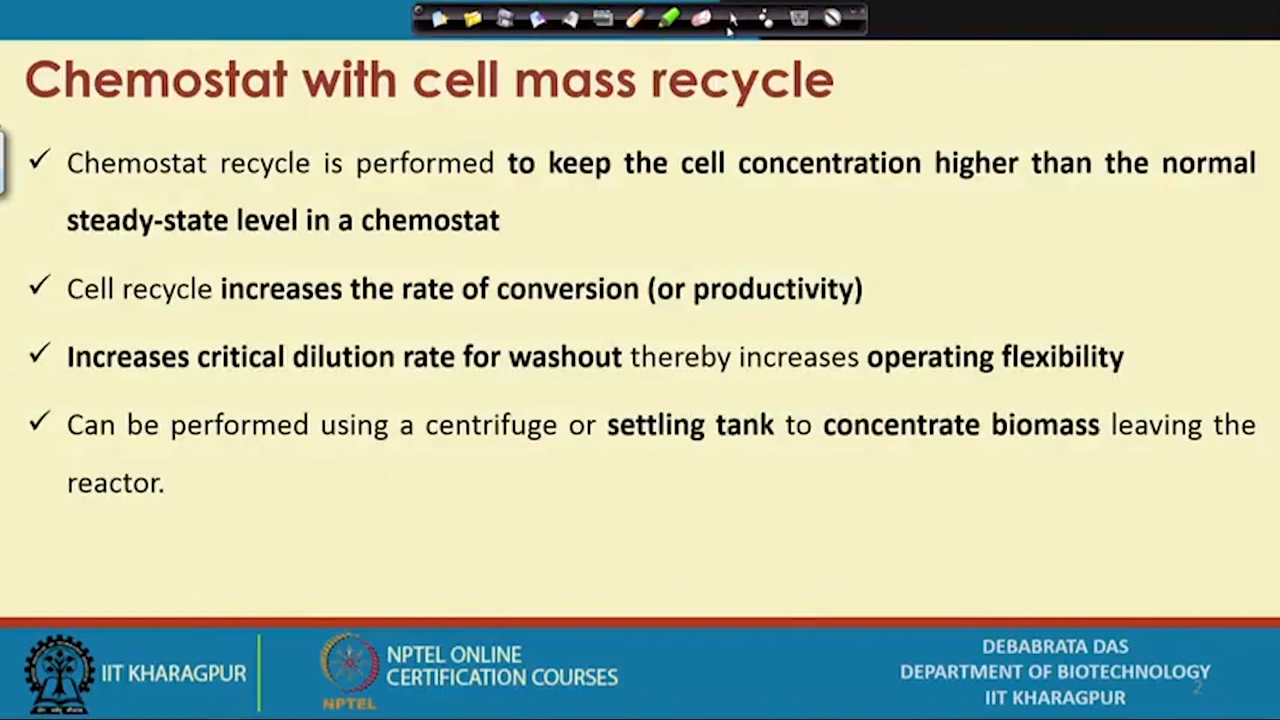 Chemostat with cell mass recycle
✓ Chemostat recycle is performed to keep the cell concentration higher than the normal
steady-state level in a chemostat
✓ Cell recycle increases the rate of conversion (or productivity)
✓ Increases critical dilution rate for washout thereby increases operating flexibility
✓ Can be performed using a centrifuge or settling tank to concentrate biomass leaving the
reactor.
IIT KHARAGPUR
NPTEL
NPTEL ONLINE
CERTIFICATION COURSES
DEBABRATA DAS
DEPARTMENT OF BIOTECHNOLOGY
IIT KHARAGPUR
2